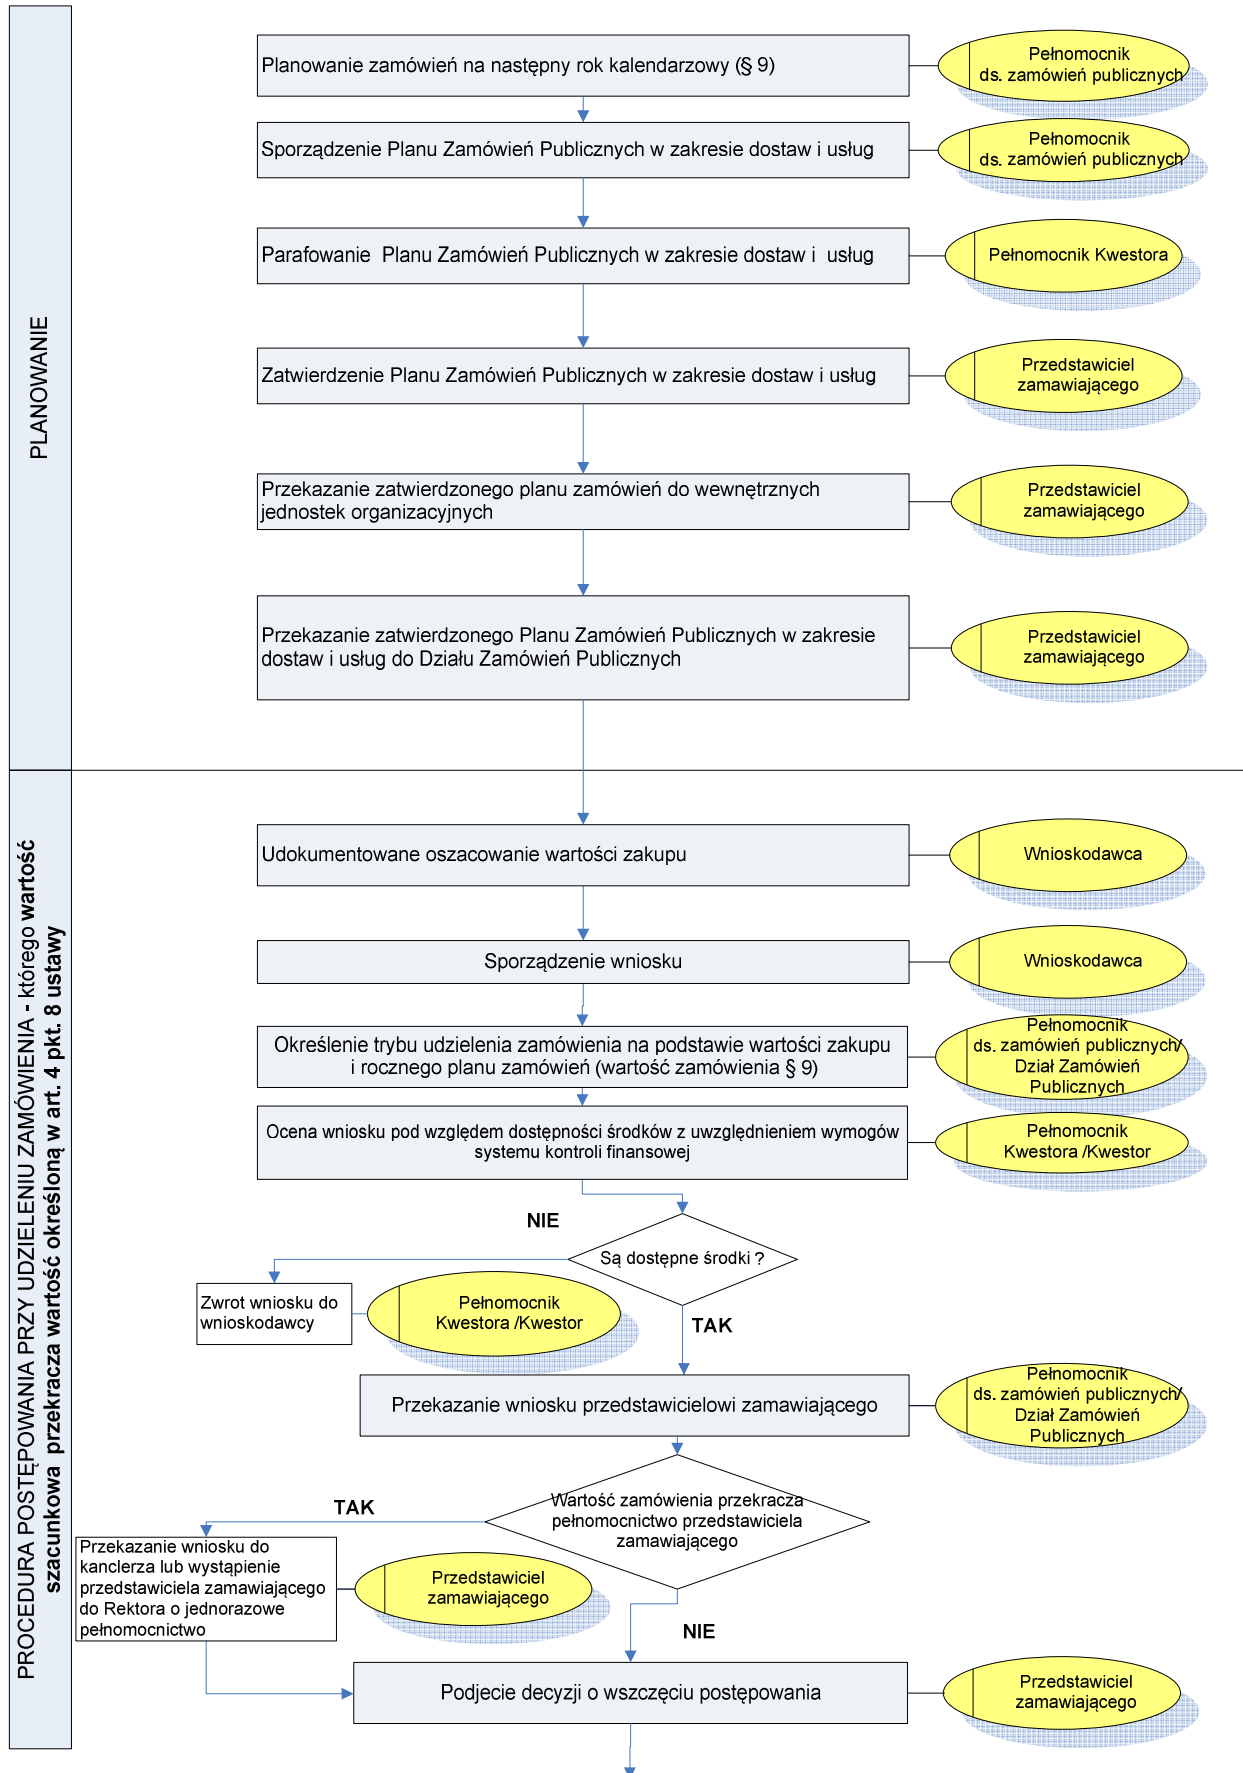 PLANOWANIE
Planowanie zamówień na następny rok kalendarzowy (§ 9)
Pełnomocnik
ds. zamówień publicznych
Sporządzenie Planu Zamówień Publicznych w zakresie dostaw i usług
Pełnomocnik
ds. zamówień publicznych
Parafowanie Planu Zamówień Publicznych w zakresie dostaw i usług
Pełnomocnik Kwestora
Zatwierdzenie Planu Zamówień Publicznych w zakresie dostaw i usług
Przedstawiciel
zamawiającego
Przekazanie zatwierdzonego planu zamówień do wewnętrznych
jednostek organizacyjnych
Przedstawiciel
zamawiającego
Przekazanie zatwierdzonego Planu Zamówień Publicznych w zakresie
dostaw i usług do Działu Zamówień Publicznych
Przedstawiciel
zamawiającego
PROCEDURA POSTĘPOWANIA PRZY UDZIELENIU ZAMÓWIENIA - którego wartość
szacunkowa przekracza wartość określoną w art. 4 pkt. 8 ustawy
Udokumentowane oszacowanie wartości zakupu
Wnioskodawca
Sporządzenie wniosku
Wnioskodawca
Określenie trybu udzielenia zamówienia na podstawie wartości zakupu
i rocznego planu zamówień (wartość zamówienia § 9)
Pełnomocnik
ds. zamówień publicznych/
Dział Zamówień
Publicznych
Ocena wniosku pod względem dostępności środków z uwzględnieniem wymogów
systemu kontroli finansowej
Pełnomocnik
Kwestora /Kwestor
NIE
Są dostępne środki ?
Zwrot wniosku do
wnioskodawcy
Pełnomocnik
Kwestora /Kwestor
TAK
Przekazanie wniosku przedstawicielowi zamawiającego
Pełnomocnik
ds. zamówień publicznych/
Dział Zamówień
Publicznych
TAK
Wartość zamówienia przekracza
pełnomocnictwo przedstawiciela
zamawiającego
Przekazanie wniosku do
kanclerza lub wystąpienie
przedstawiciela zamawiającego
do Rektora o jednorazowe
pełnomocnictwo
Przedstawiciel
zamawiającego
NIE
Podjecie decyzji o wszczęciu postępowania
Przedstawiciel
zamawiającego